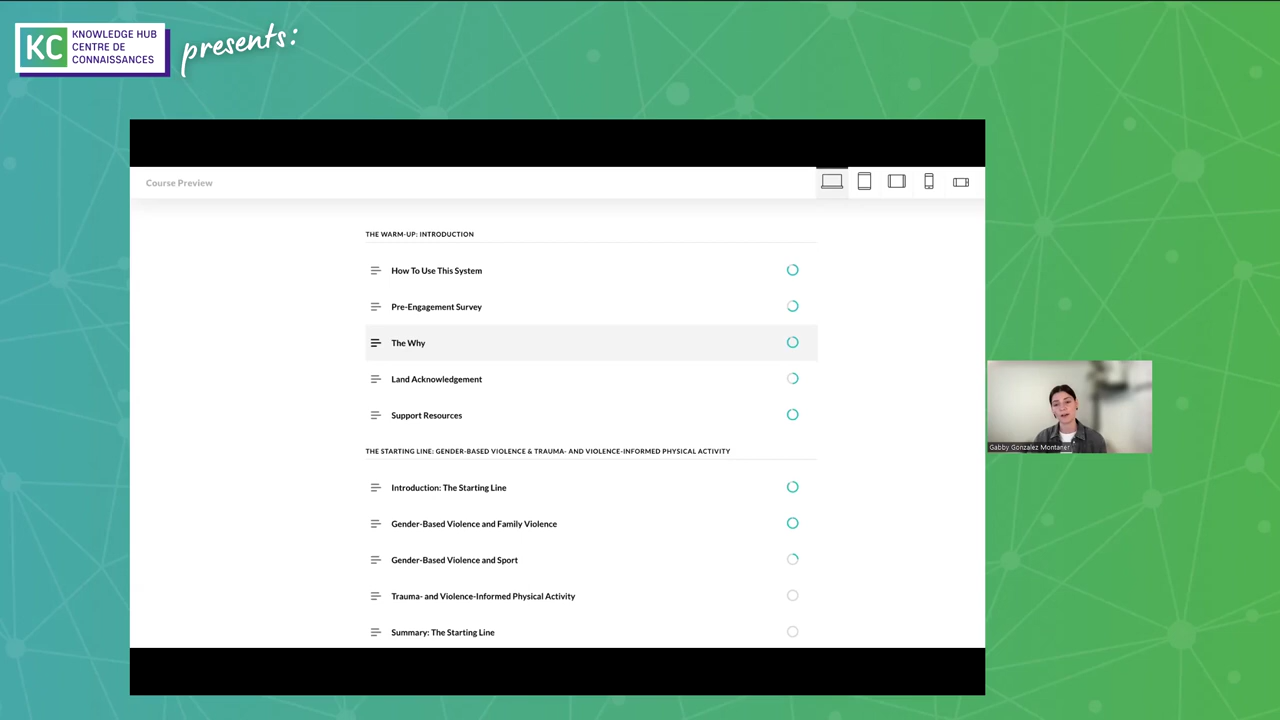 KC
KNOWLEDGE HUB
CENTRE DE
CONNAISSANCES
presents:
Course Preview
THE WARM-UP: INTRODUCTION
How To Use This System
Pre-Engagement Survey
The Why
Land Acknowledgement
Support Resources
THE STARTING LINE: GENDER-BASED VIOLENCE & TRAUMA- AND VIOLENCE-INFORMED PHYSICAL ACTIVITY
Introduction: The Starting Line
Gender-Based Violence and Family Violence
Gender-Based Violence and Sport
Trauma- and Violence-Informed Physical Activity
Summary: The Starting Line
Gabby Gonzalez Montaner